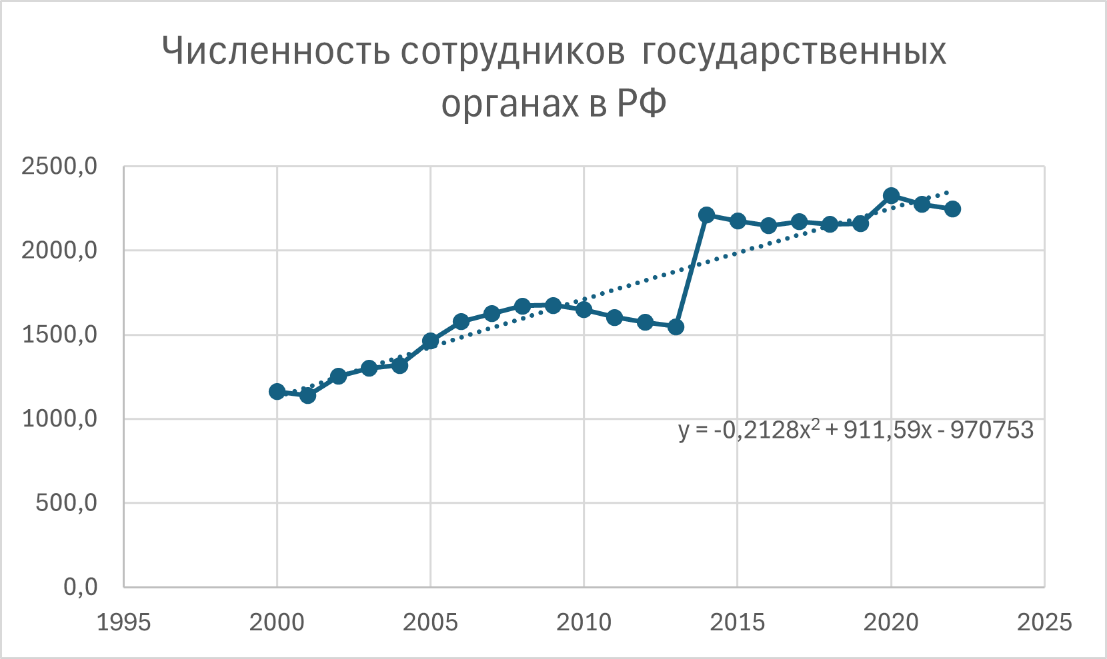 Численность сотрудников государственных
органах в РФ
2500,0
2000,0
1500,0
1000,0
y = -0,2128x² + 911,59x - 970753
500,0
0,0
1995 2000 2005 2010 2015 2020 2025